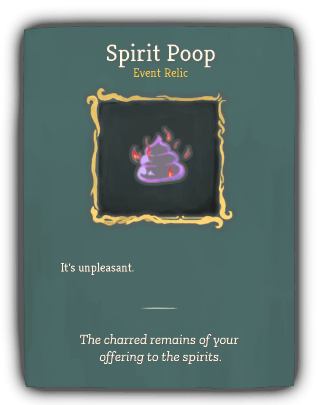 Spirit Poop
Event Relic
It's unpleasant.
The charred remains of your
offering to the spirits.